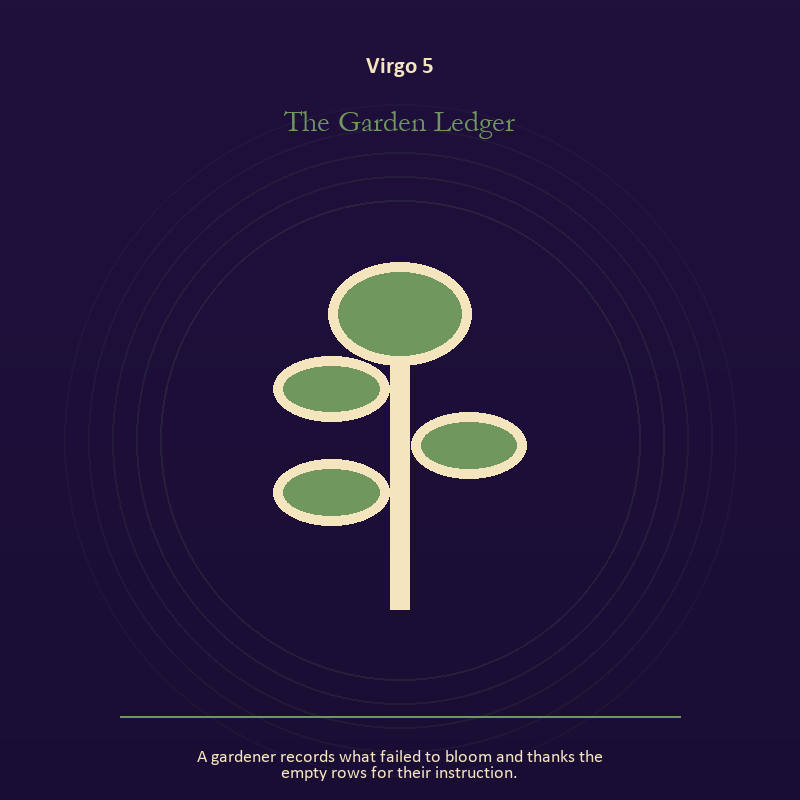 Virgo 5
The Garden Ledger
A gardener records what failed to bloom and thanks the
empty rows for their instruction.